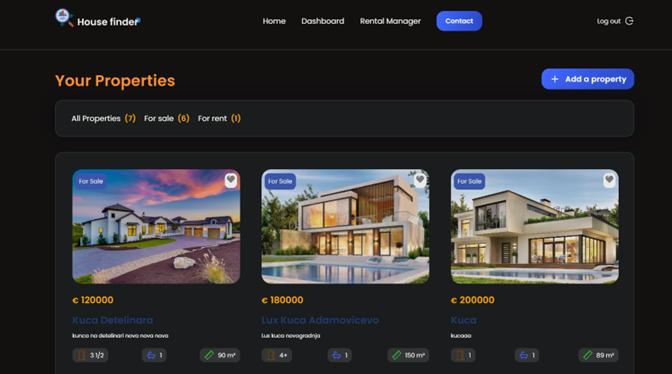 House finder
Home Dashboard Rental Manager Contact Log out
Your Properties
+ Add a property
All Properties (7) For sale (6) For rent (1)
For Sale For Sale For Sale
€ 120000 € 180000 € 200000
Kuca Detelinara Lux Kuca Adamovicevo Kuca
kunca na detelinari nova nova nova Lux kuca novogradnja kucaaa
3 1/2 1 90 m² 4+ 1 150 m² 1 1 89 m²